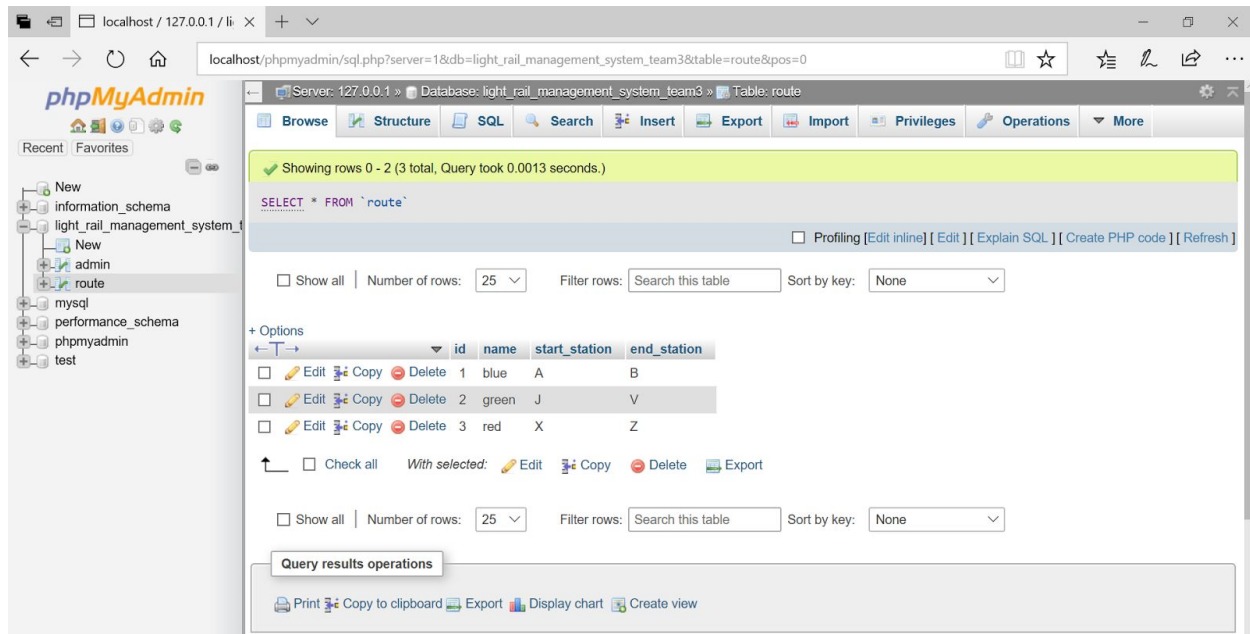 localhost / 127.0.0.1 / li
localhost/phpmyadmin/sql.php?server=1&db=light_rail_management_system_team3&table=route&pos=0
phpMyAdmin
Recent Favorites
New
information_schema
light_rail_management_system_t
New
admin
route
mysql
performance_schema
phpmyadmin
test
Server: 127.0.0.1 » Database: light_rail_management_system_team3 » Table: route
Browse Structure SQL Search Insert Export Import Privileges Operations More
Showing rows 0 - 2 (3 total, Query took 0.0013 seconds.)
SELECT * FROM `route`
Profiling [Edit inline] [ Edit ] [ Explain SQL ] [ Create PHP code ] [ Refresh ]
Show all | Number of rows: 25 Filter rows: Search this table Sort by key: None
+ Options
←T→ id name start_station end_station
Edit Copy Delete 1 blue A B
Edit Copy Delete 2 green J V
Edit Copy Delete 3 red X Z
Check all With selected: Edit Copy Delete Export
Show all | Number of rows: 25 Filter rows: Search this table Sort by key: None
Query results operations
Print Copy to clipboard Export Display chart Create view